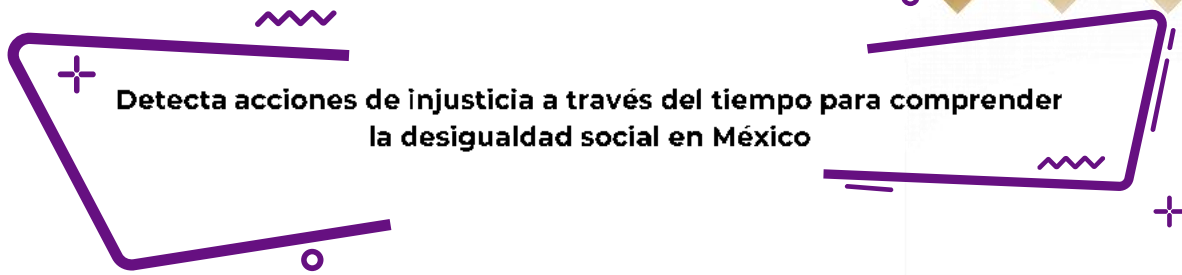 Detecta acciones de injusticia a través del tiempo para comprender
la desigualdad social en México